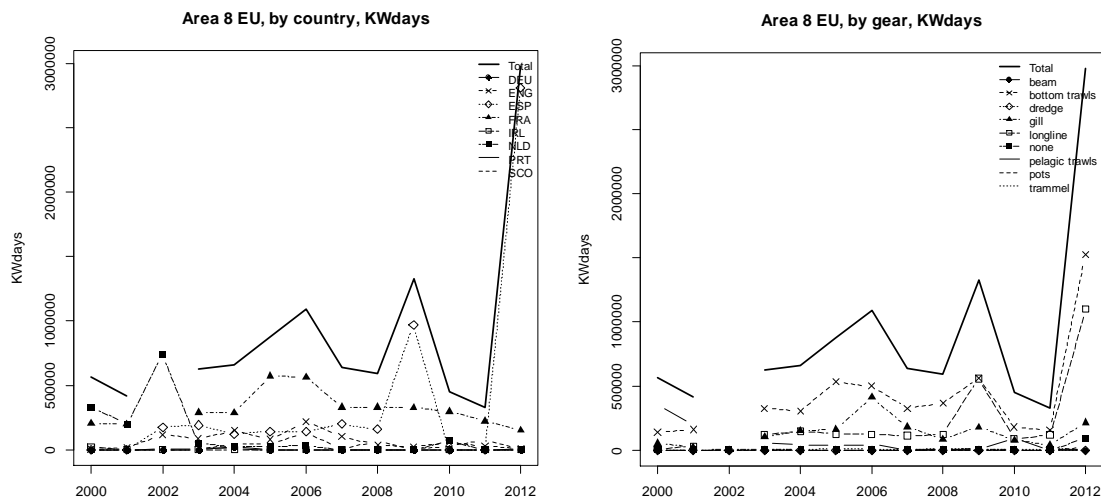 Area 8 EU, by country, KWdays
KWdays
3000000
2000000
1000000
500000
0
2000 2002 2004 2006 2008 2010 2012
Total
DEU
ENG
ESP
FRA
IRL
NLD
PRT
SCO
Area 8 EU, by gear, KWdays
KWdays
3000000
2000000
1000000
500000
0
2000 2002 2004 2006 2008 2010 2012
Total
beam
bottom trawls
dredge
gill
longline
none
pelagic trawls
pots
trammel